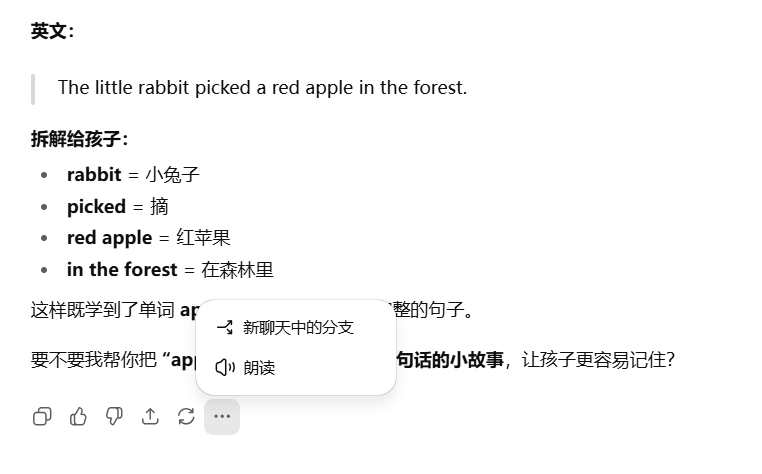 英文：
The little rabbit picked a red apple in the forest.
拆解给孩子：
rabbit = 小兔子
picked = 摘
red apple = 红苹果
in the forest = 在森林里
这样既学到了单词 ap 整的句子。
新聊天中的分支
要不要我帮你把 “app 句话的小故事，让孩子更容易记住？
朗读